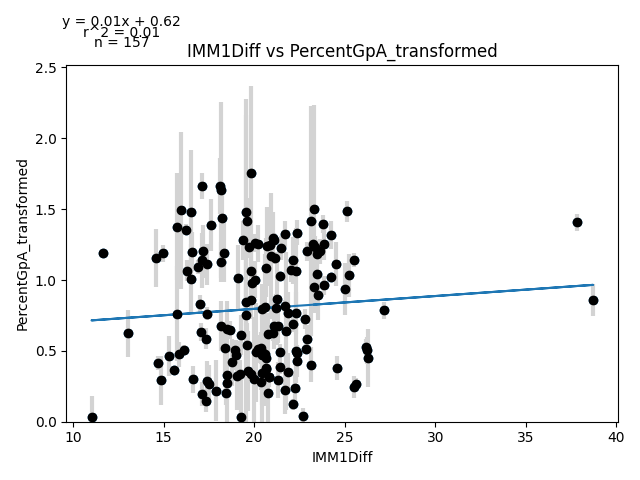 y = 0.01x + 0.62
r^2 = 0.01
n = 157
IMM1Diff vs PercentGpA_transformed
PercentGpA_transformed
2.5
2.0
1.5
1.0
0.5
0.0
10 15 20 25 30 35 40
IMM1Diff